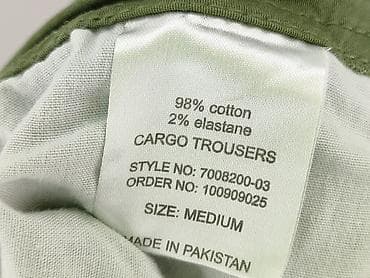 98% cotton
2% elastane
CARGO TROUSERS
STYLE NO: 7008200-03
ORDER NO: 100909025
SIZE: MEDIUM
MADE IN PAKISTAN